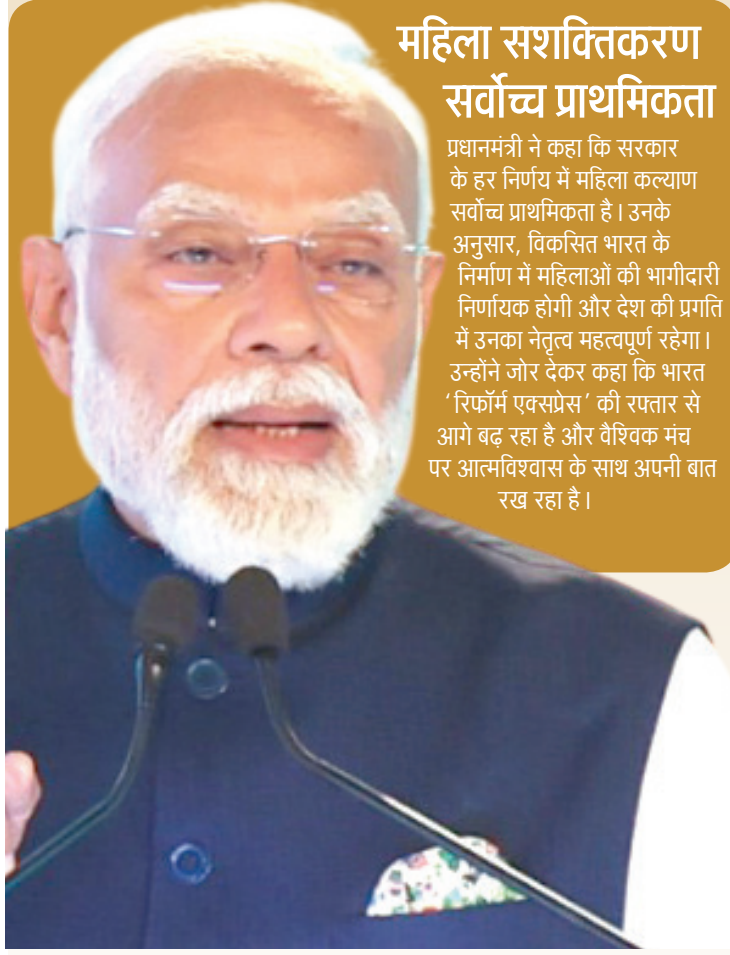 महिला सशक्तिकरण
सर्वोच्च प्राथमिकता
प्रधानमंत्री ने कहा कि सरकार
के हर निर्णय में महिला कल्याण
सर्वोच्च प्राथमिकता है। उनके
अनुसार, विकसित भारत के
निर्माण में महिलाओं की भागीदारी
निर्णायक होगी और देश की प्रगति
में उनका नेतृत्व महत्वपूर्ण रहेगा।
उन्होंने जोर देकर कहा कि भारत
‘रिफॉर्म एक्सप्रेस’ की रफ्तार से
आगे बढ़ रहा है और वैश्विक मंच
पर आत्मविश्वास के साथ अपनी बात
रख रहा है।